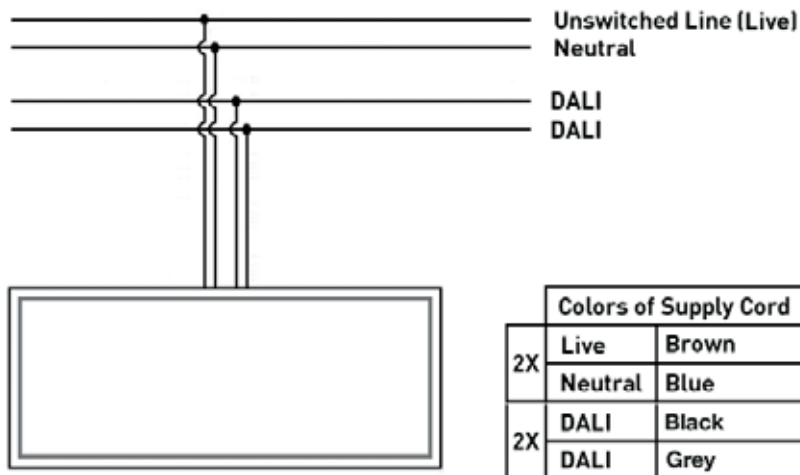 Unswitched Line (Live)
Neutral
DALI
DALI
Colors of Supply Cord
2X
Live Brown
Neutral Blue
2X
DALI Black
DALI Grey